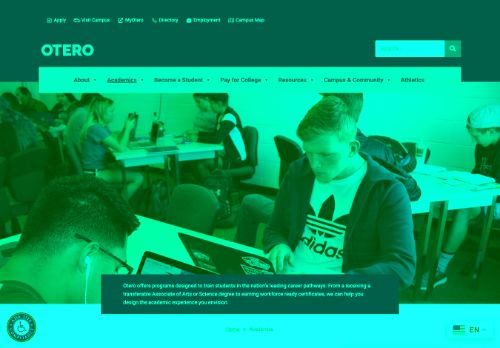 Apply Visit Campus MyOtero Directory Employment Campus Map
OTERO
About Academics Become a Student Pay for College Resources Campus & Community Athletics
adidas
Otero offers programs designed to train students in the nation's leading career pathways. From a receiving a
transferable Associate of Arts or Science degree to earning workforce ready certificates, we can help you
design the academic experience you envision.
Home » Academics
EN